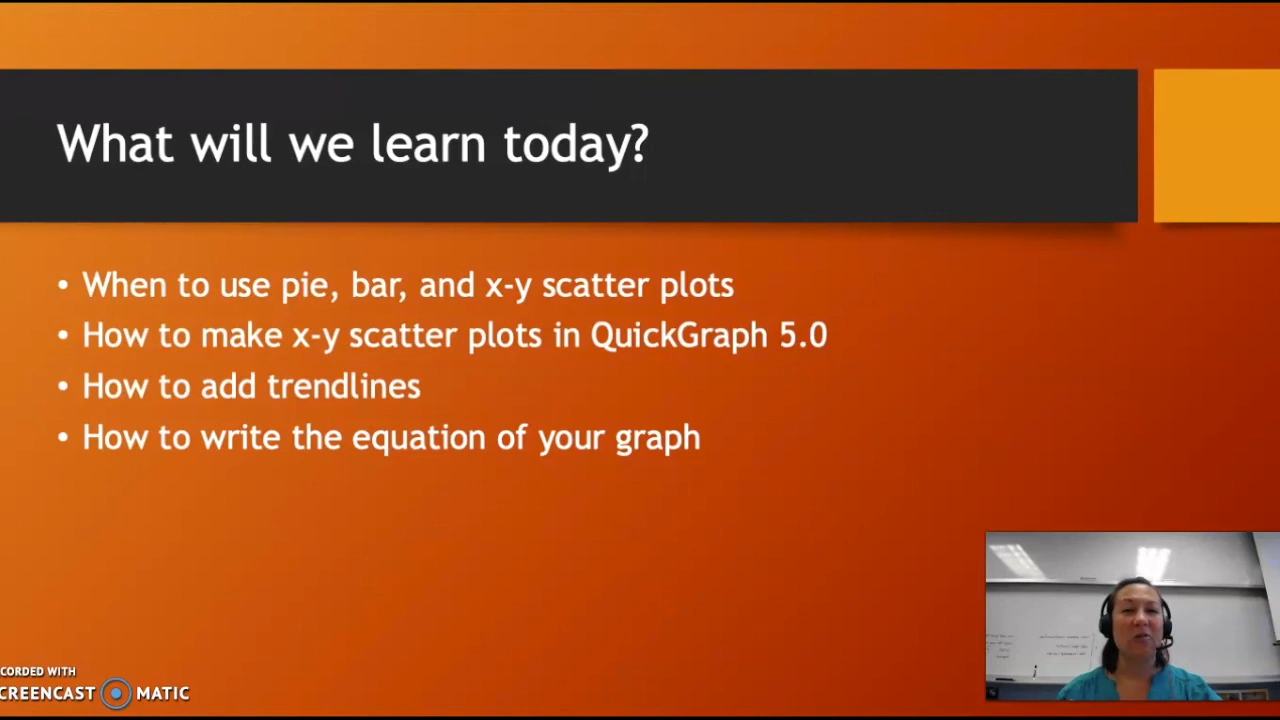 What will we learn today?
• When to use pie, bar, and x-y scatter plots
• How to make x-y scatter plots in QuickGraph 5.0
• How to add trendlines
• How to write the equation of your graph
CORDED WITH
CREENCAST MATIC